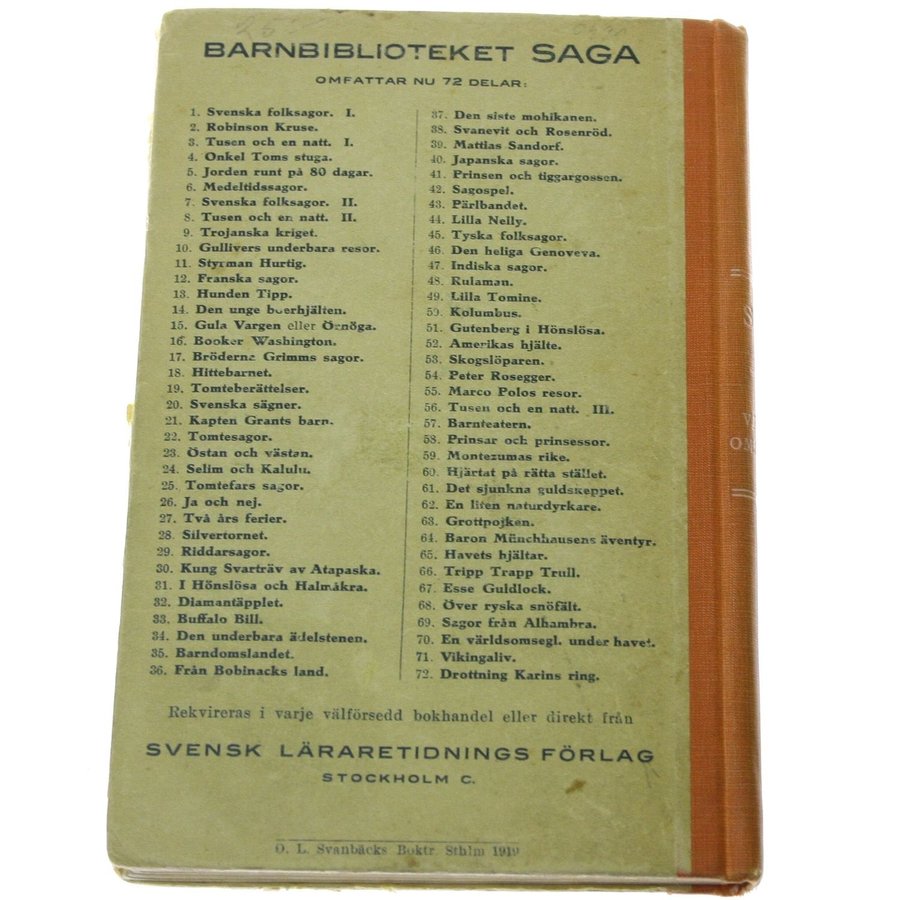 BARNBIBLIOTEKET SAGA
OMFATTAR NU 72 DELAR:
1. Svenska folksagor. I.
2. Robinson Kruse.
3. Tusen och en natt. I.
4. Onkel Toms stuga.
5. Jorden runt på 80 dagar.
6. Medeltidssagor.
7. Svenska folksagor. II.
8. Tusen och en natt. II.
9. Trojanska kriget.
10. Gullivers underbara resor.
11. Styrman Hurtig.
12. Franska sagor.
13. Hunden Tipp.
14. Den unge boerhjälten.
15. Gula Vargen eller Örnöga.
16. Booker Washington.
17. Bröderna Grimms sagor.
18. Hittebarnet.
19. Tomteberättelser.
20. Svenska sägner.
21. Kapten Grants barn.
22. Tomtesagor.
23. Östan och västan.
24. Selim och Kalulu.
25. Tomtefars sagor.
26. Ja och nej.
27. Två års ferier.
28. Silvertornet.
29. Riddarsagor.
30. Kung Svarträv av Atapaska.
31. I Hönslösa och Halmåkra.
32. Diamantäpplet.
33. Buffalo Bill.
34. Den underbara ädelstenen.
35. Barndomslandet.
36. Från Bobinacks land.
37. Den siste mohikanen.
38. Svanevit och Rosenröd.
39. Mattias Sandorf.
40. Japanska sagor.
41. Prinsen och tiggargossen.
42. Sagospel.
43. Pärlbandet.
44. Lilla Nelly.
45. Tyska folksagor.
46. Den heliga Genoveva.
47. Indiska sagor.
48. Rulaman.
49. Lilla Tomine.
50. Kolumbus.
51. Gutenberg i Hönslösa.
52. Amerikas hjälte.
53. Skogslöparen.
54. Peter Rosegger.
55. Marco Polos resor.
56. Tusen och en natt. III.
57. Barnteatern.
58. Prinsar och prinsessor.
59. Montezumas rike.
60. Hjärtat på rätta stället.
61. Det sjunkna guldskeppet.
62. En liten naturdyrkare.
63. Grottpojken.
64. Baron Münchhausens äventyr.
65. Havets hjältar.
66. Tripp Trapp Trull.
67. Esse Guldlock.
68. Över ryska snöfält.
69. Sagor från Alhambra.
70. En världsomsegl. under havet.
71. Vikingaliv.
72. Drottning Karins ring.
Rekvireras i varje välförsedd bokhandel eller direkt från
SVENSK LÄRARETIDNINGS FÖRLAG
STOCKHOLM C.
O. L. Svanbäcks Boktr. Sthlm 1919